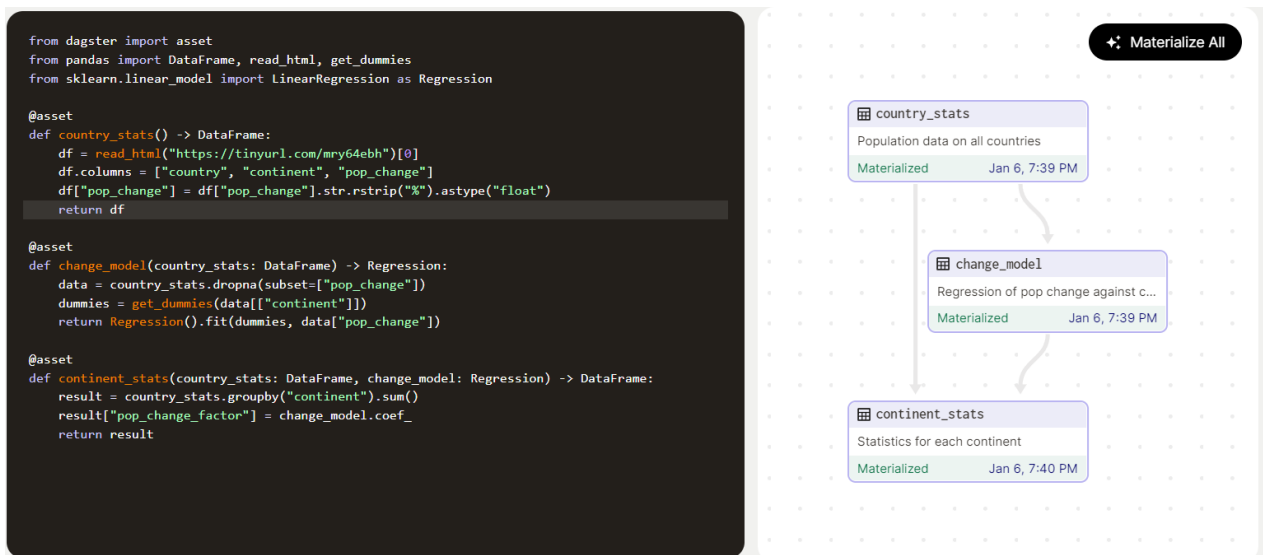 from dagster import asset
from pandas import DataFrame, read_html, get_dummies
from sklearn.linear_model import LinearRegression as Regression
@asset
def country_stats() -> DataFrame:
    df = read_html("https://tinyurl.com/mry64ebh")[0]
    df.columns = ["country", "continent", "pop_change"]
    df["pop_change"] = df["pop_change"].str.rstrip("%").astype("float")
    return df
@asset
def change_model(country_stats: DataFrame) -> Regression:
    data = country_stats.dropna(subset=["pop_change"])
    dummies = get_dummies(data[["continent"]])
    return Regression().fit(dummies, data["pop_change"])
@asset
def continent_stats(country_stats: DataFrame, change_model: Regression) -> DataFrame:
    result = country_stats.groupby("continent").sum()
    result["pop_change_factor"] = change_model.coef_
    return result
Materialize All
country_stats
Population data on all countries
Materialized Jan 6, 7:39 PM
change_model
Regression of pop change against c...
Materialized Jan 6, 7:39 PM
continent_stats
Statistics for each continent
Materialized Jan 6, 7:40 PM